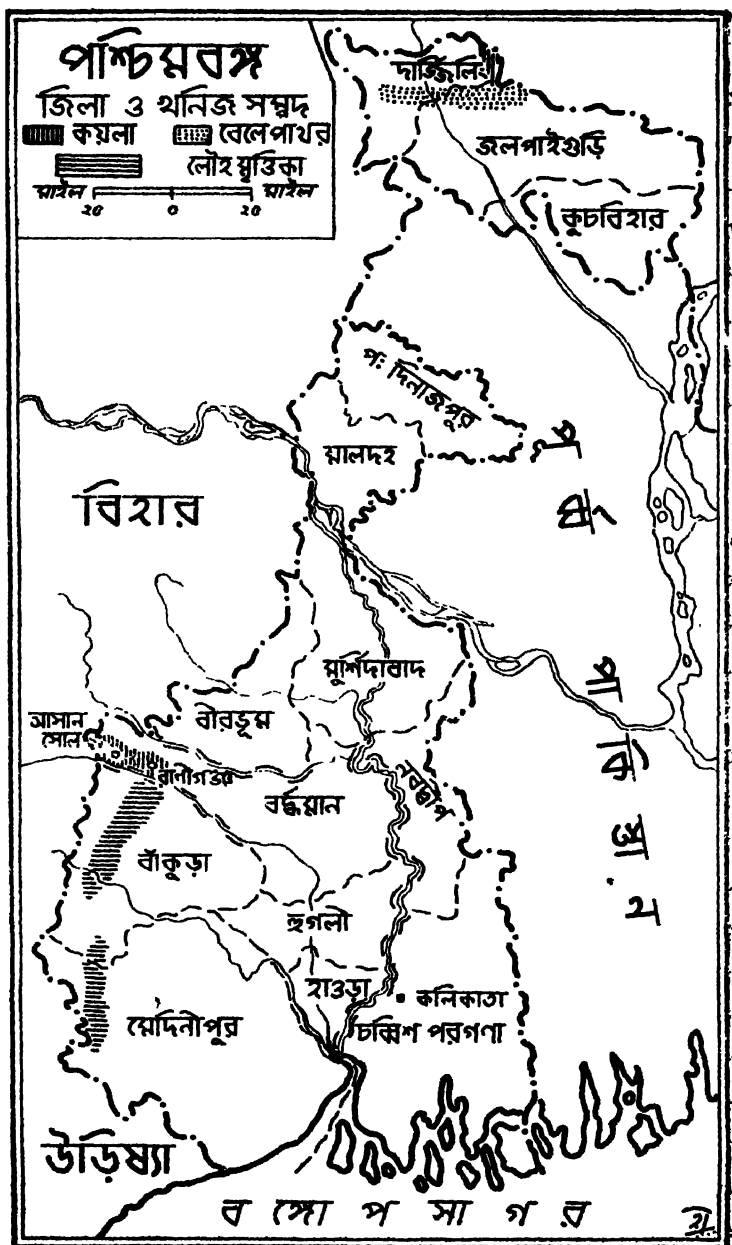 পশ্চিমবঙ্গ
জিলা ও খনিজ সম্পদ
কয়লা বেলেপাথর
লৌহ মৃত্তিকা
মাইল মাইল
২০ ০ ২০
দার্জ্জিলিং
জলপাইগুড়ি
কুচবিহার
পঃ দিনাজপুর
মালদহ
পূর্ব্ব
বিহার
মুর্শিদাবাদ
পাকিস্তান
বীরভূম
আসান
সোল
রাণীগঞ্জ
নবদ্বীপ
বর্দ্ধমান
বাঁকুড়া
হুগলী
হাওড়া
কলিকাতা
মেদিনীপুর
চব্বিশ পরগণা
উড়িষ্যা
বঙ্গোপসাগর